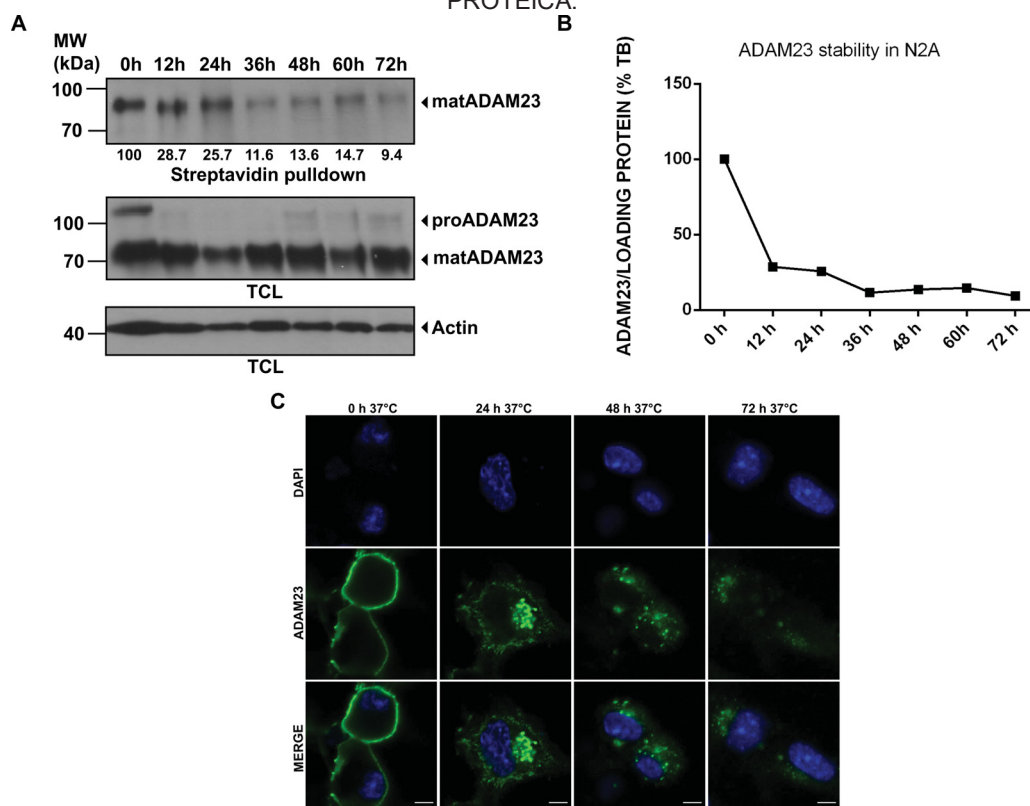 PROTEICA.
A
MW
(kDa)
0h 12h 24h 36h 48h 60h 72h
100
matADAM23
70
100 28.7 25.7 11.6 13.6 14.7 9.4
Streptavidin pulldown
100
proADAM23
70
matADAM23
TCL
40
Actin
TCL
B
ADAM23 stability in N2A
ADAM23/LOADING PROTEIN (% TB)
150
100
50
0
0 h 12 h 24 h 36 h 48 h 60h 72 h
C
0 h 37°C 24 h 37°C 48 h 37°C 72 h 37°C
DAPI
ADAM23
MERGE